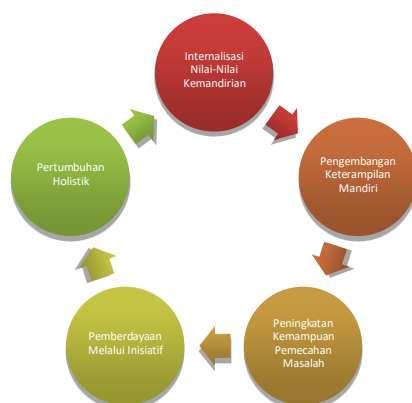 Internalisasi
Nilai-Nilai
Kemandirian
Pengembangan
Keterampilan
Mandiri
Peningkatan
Kemampuan
Pemecahan
Masalah
Pemberdayaan
Melalui Inisiatif
Pertumbuhan
Holistik